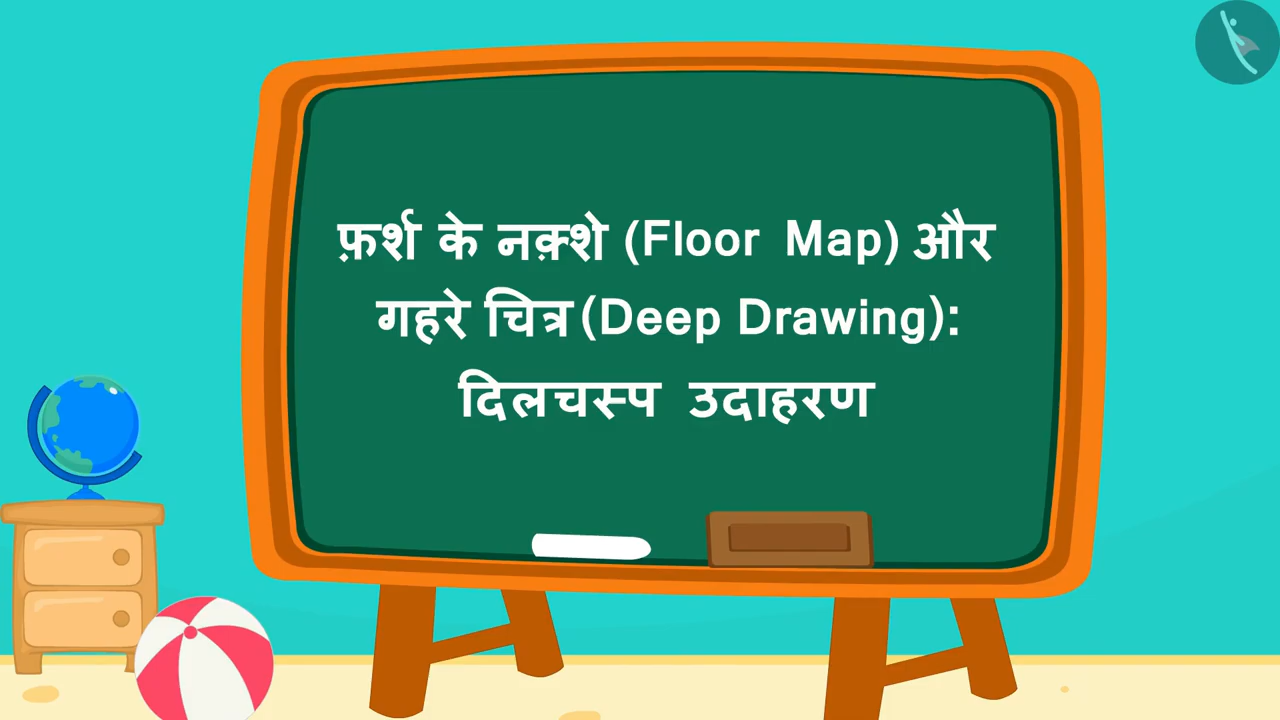 फ़र्श के नक़्शे (Floor Map) और
गहरे चित्र (Deep Drawing):
दिलचस्प उदाहरण